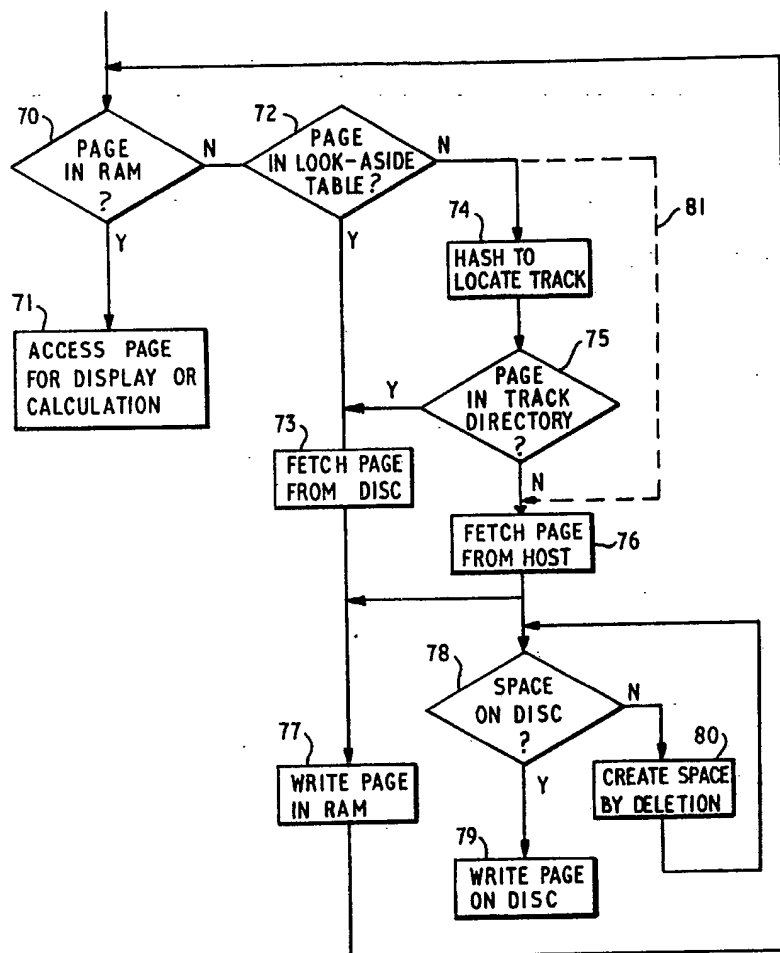 70
PAGE
IN RAM
?
N
Y
72
PAGE
IN LOOK-ASIDE
TABLE?
N
Y
81
74
HASH TO
LOCATE TRACK
71
ACCESS PAGE
FOR DISPLAY OR
CALCULATION
75
PAGE
IN TRACK
DIRECTORY
?
Y
N
73
FETCH PAGE
FROM DISC
FETCH PAGE
FROM HOST
76
78
SPACE
ON DISC
?
N
Y
77
WRITE PAGE
IN RAM
80
CREATE SPACE
BY DELETION
79
WRITE PAGE
ON DISC